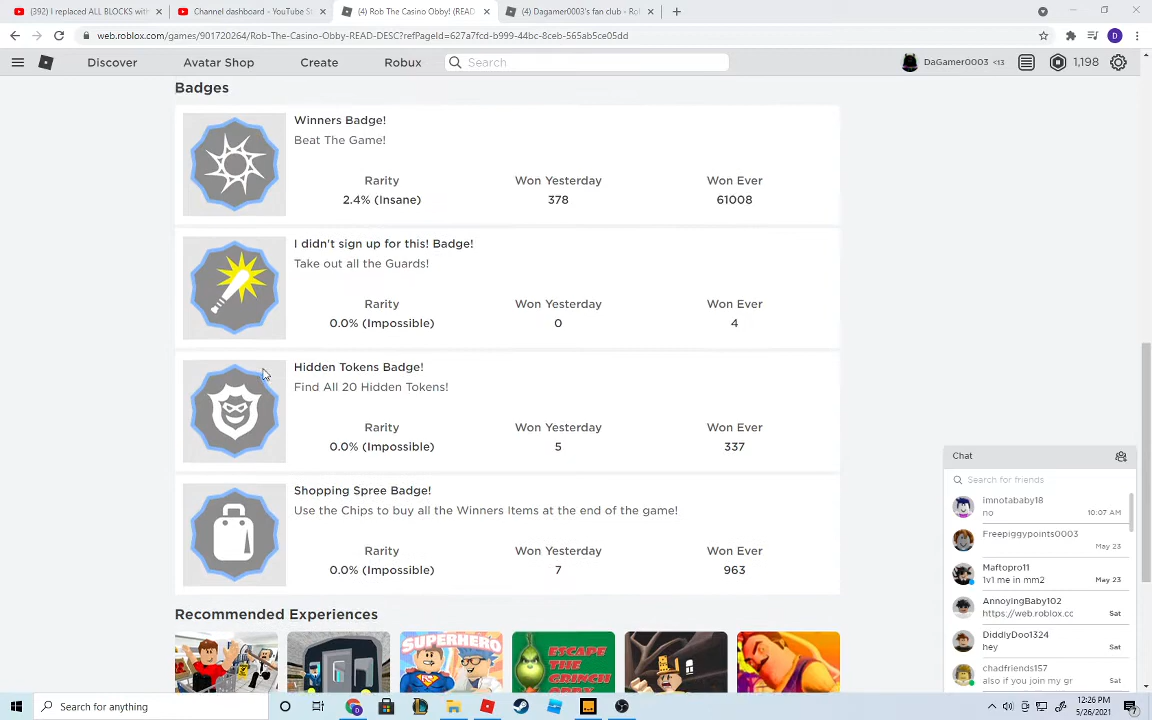 (392) I replaced ALL BLOCKS with
Channel dashboard - YouTube St
(4) Rob The Casino Obby! (READ
(4) Dagamer0003's fan club - Ro
web.roblox.com/games/901720264/Rob-The-Casino-Obby-READ-DESC?refPageId=627a7fcd-b999-44bc-8ceb-565ab5ce05dd
D
Discover
Avatar Shop
Create
Robux
Search
DaGamer0003 <13
1,198
Badges
Winners Badge!
Beat The Game!
Rarity
Won Yesterday
Won Ever
2.4% (Insane)
378
61008
I didn't sign up for this! Badge!
Take out all the Guards!
Rarity
Won Yesterday
Won Ever
0.0% (Impossible)
0
4
Hidden Tokens Badge!
Find All 20 Hidden Tokens!
Rarity
Won Yesterday
Won Ever
0.0% (Impossible)
5
337
Shopping Spree Badge!
Use the Chips to buy all the Winners Items at the end of the game!
Rarity
Won Yesterday
Won Ever
0.0% (Impossible)
7
963
Recommended Experiences
SUPERHERO
ESCAPE
THE
GRINCH
OBBY
Chat
Search for friends
imnotababy18
no
10:07 AM
Freepiggypoints0003
May 23
Maftopro11
1v1 me in mm2
May 23
AnnoyingBaby102
https://web.roblox.cc
Sat
DiddlyDoo1324
hey
Sat
chadfriends157
also if you join my gr
Sat
Search for anything
12:26 PM
5/26/2021
7